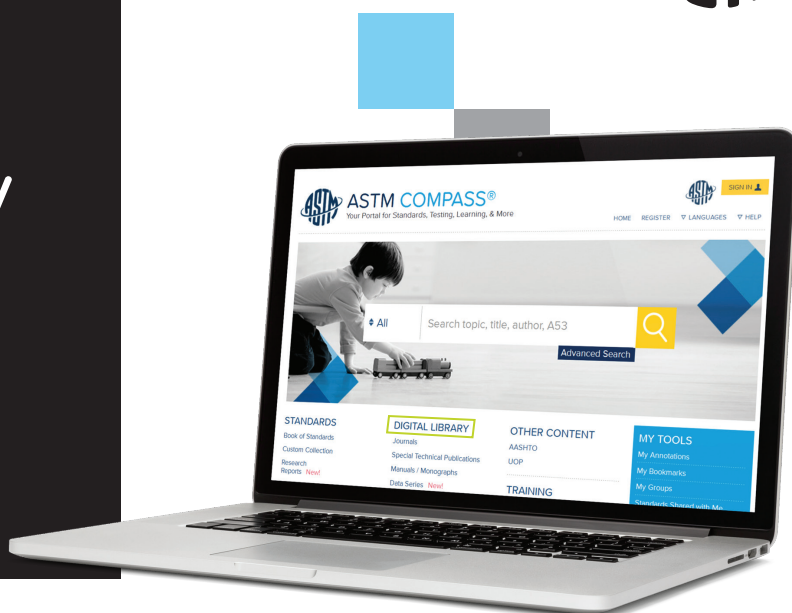 ASTM COMPASS®
Your Portal for Standards, Testing, Learning, & More
ASTM
SIGN IN
HOME REGISTER ∇ LANGUAGES ∇ HELP
All
Search topic, title, author, A53
Advanced Search
STANDARDS
Book of Standards
Custom Collection
Research
Reports New!
DIGITAL LIBRARY
Journals
Special Technical Publications
Manuals / Monographs
Data Series New!
OTHER CONTENT
AASHTO
UOP
TRAINING
MY TOOLS
My Annotations
My Bookmarks
My Groups
Standards Shared with Me